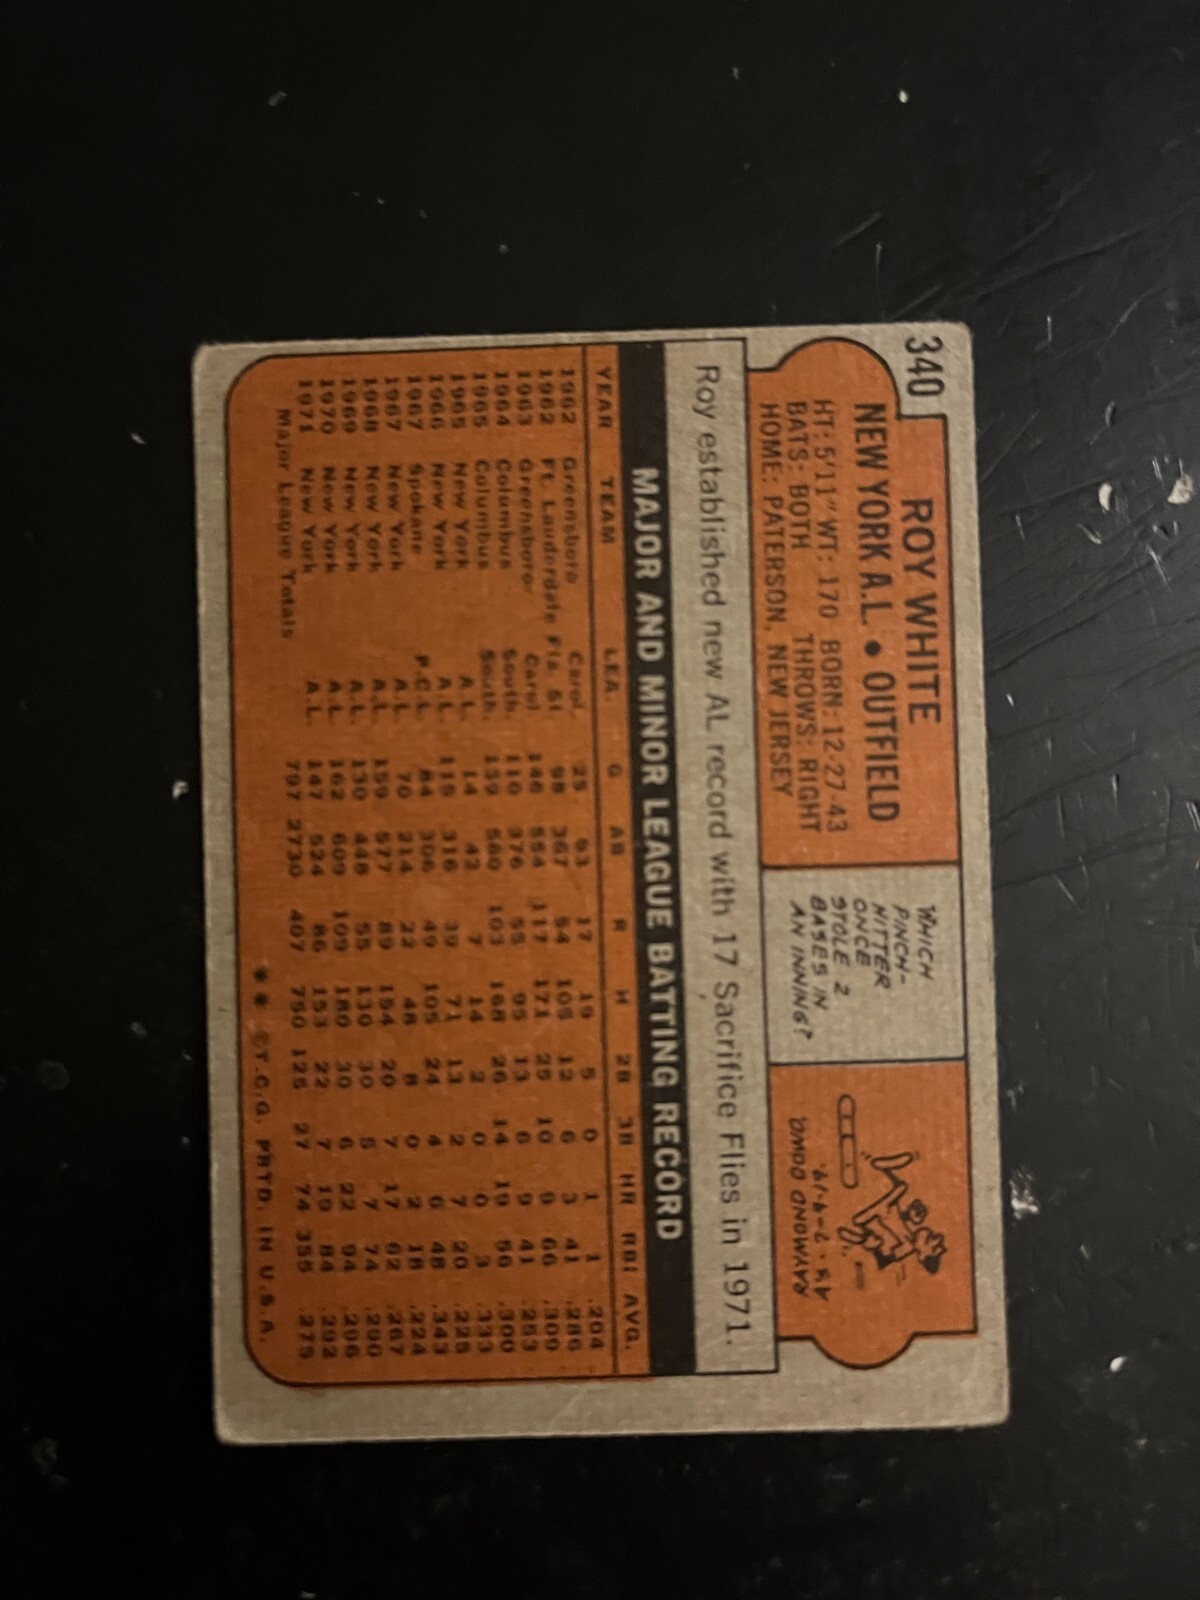 340
ROY WHITE
NEW YORK A.L. • OUTFIELD
HT: 5'11" WT: 170 BORN: 12-27-43
BATS: BOTH THROWS: RIGHT
HOME: PATERSON, NEW JERSEY
WHICH
PINCH-
HITTER
ONCE
STOLE 2
BASES IN
AN INNING?
RAYMOND DOWD,
A's • 7-9-19.
Roy established new AL record with 17 Sacrifice Flies in 1971.
MAJOR AND MINOR LEAGUE BATTING RECORD
YEAR TEAM LEA. G AB R H 2B 3B HR RBI AVG.
1962 Greensboro Carol. 25 93 17 19 5 0 1 1 .204
1962 Ft. Lauderdale Fla. St. 98 367 54 105 12 6 3 41 .286
1963 Greensboro Carol. 146 554 117 171 25 10 9 66 .309
1964 Columbus South. 110 376 55 95 13 6 9 41 .253
1965 Columbus South. 139 560 103 168 26 14 19 56 .300
1965 New York A.L. 14 42 7 14 2 0 0 3 .333
1966 New York A.L. 115 316 39 71 13 2 7 20 .225
1967 Spokane P.C.L. 84 306 49 105 24 4 6 48 .343
1967 New York A.L. 70 214 22 48 8 0 2 18 .224
1968 New York A.L. 159 577 89 154 20 7 17 62 .267
1969 New York A.L. 130 448 55 130 30 5 7 74 .290
1970 New York A.L. 162 609 109 180 30 6 22 94 .296
1971 New York A.L. 147 524 86 153 22 7 19 84 .292
Major League Totals 797 2730 407 750 125 27 74 355 .275
* * ©T.C.G. PRTD. IN U.S.A.